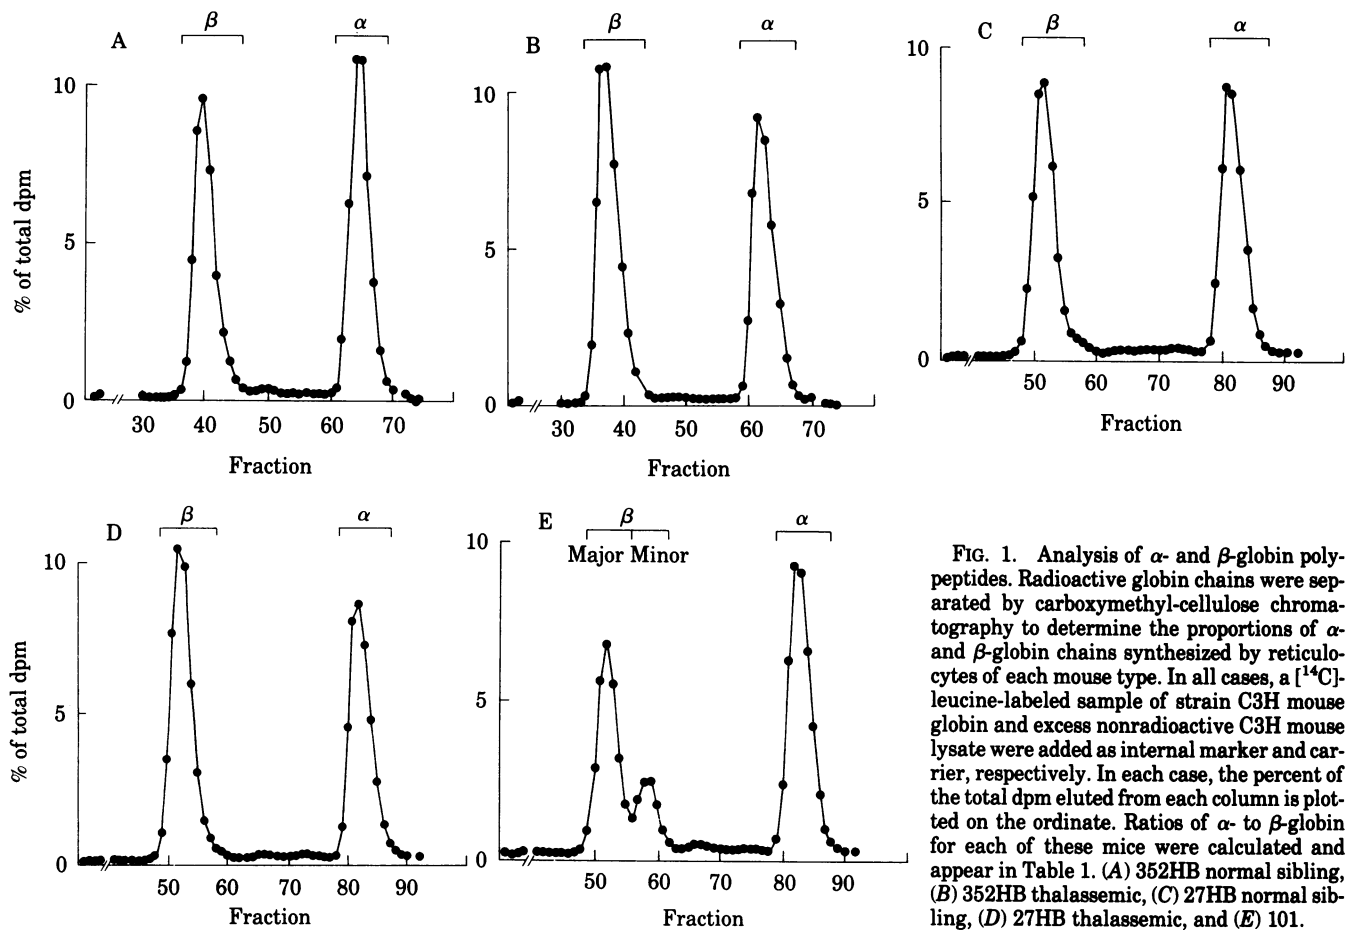 A
β
α
10
5
0
% of total dpm
30 40 50 60 70
Fraction
B
β
α
10
5
0
30 40 50 60 70
Fraction
C
β
α
10
5
0
50 60 70 80 90
Fraction
D
β
α
10
5
0
% of total dpm
50 60 70 80 90
Fraction
E
β
α
Major Minor
10
5
0
50 60 70 80 90
Fraction
FIG. 1. Analysis of α- and β-globin poly-
peptides. Radioactive globin chains were sep-
arated by carboxymethyl-cellulose chroma-
tography to determine the proportions of α-
and β-globin chains synthesized by reticulo-
cytes of each mouse type. In all cases, a [¹⁴C]-
leucine-labeled sample of strain C3H mouse
globin and excess nonradioactive C3H mouse
lysate were added as internal marker and car-
rier, respectively. In each case, the percent of
the total dpm eluted from each column is plot-
ted on the ordinate. Ratios of α- to β-globin
for each of these mice were calculated and
appear in Table 1. (A) 352HB normal sibling,
(B) 352HB thalassemic, (C) 27HB normal sib-
ling, (D) 27HB thalassemic, and (E) 101.